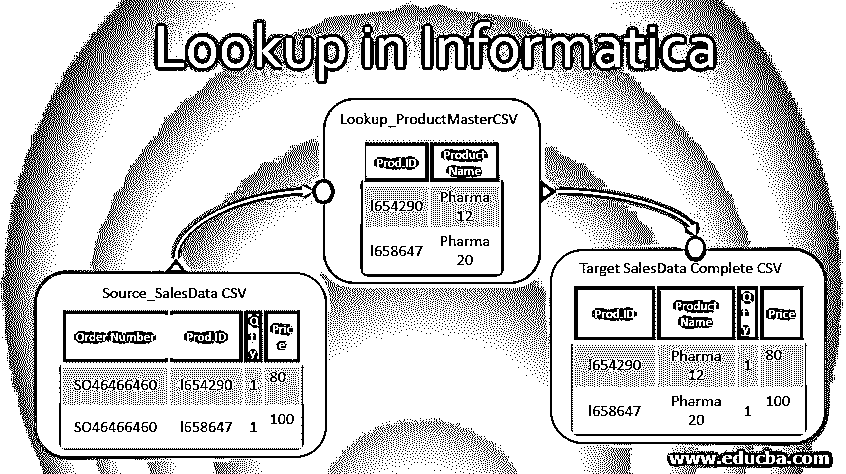 Lookup in Informatica
Lookup_ProductMasterCSV
Prod.ID Product Name
I654290 Pharma 12
I658647 Pharma 20
Source_SalesData CSV
Order Number Prod.ID Qny Price
SO46466460 I654290 1 80
SO46466460 I658647 1 100
Target SalesData Complete CSV
Prod.ID Product Name Qny Price
I654290 Pharma 12 1 80
I658647 Pharma 20 1 100
www.educba.com